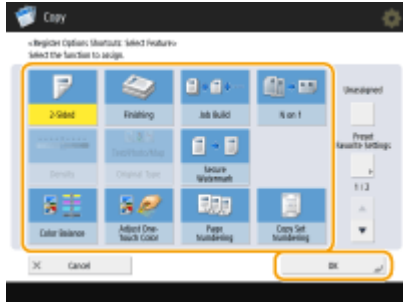 Copy
<Register Options Shortcuts: Select Feature>
Select the function to assign.
2-Sided
Finishing
Job Build
N on 1
Unassigned
Density
Original Type
Secure
Watermark
Preset
Favorite Settings
1/2
Color Balance
Adjust One-
Touch Color
Page
Numbering
Copy Set
Numbering
Cancel
OK